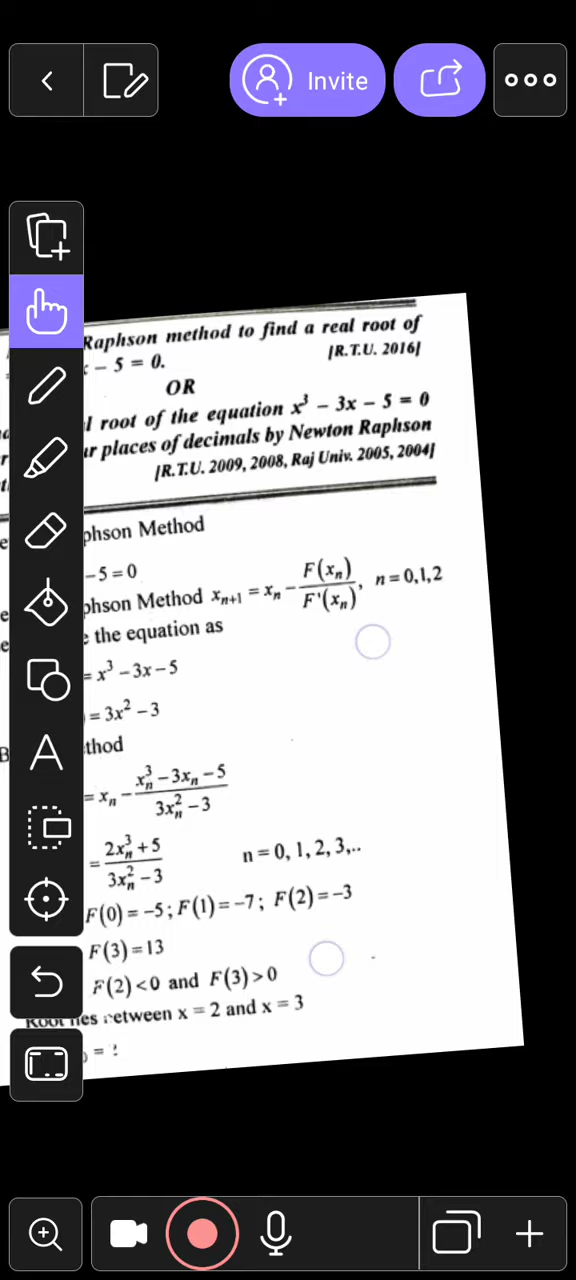 Invite
Raphson method to find a real root of
- 5 = 0. [R.T.U. 2016]
OR
l root of the equation x³ – 3x – 5 = 0
ur places of decimals by Newton Raphson
[R.T.U. 2009, 2008, Raj Univ. 2005, 2004]
phson Method
–5=0
phson Method xₙ₊₁ = xₙ – F(xₙ)/F'(xₙ), n=0,1,2
the equation as
= x³ –3x–5
= 3x² –3
B thod
= xₙ – (xₙ³ –3xₙ –5)/(3xₙ² –3)
= (2xₙ³ +5)/(3xₙ² –3) n = 0, 1, 2, 3,..
F(0) = –5; F(1) = –7; F(2) = –3
F(3) = 13
F(2) < 0 and F(3) > 0
Root lies between x = 2 and x = 3
A